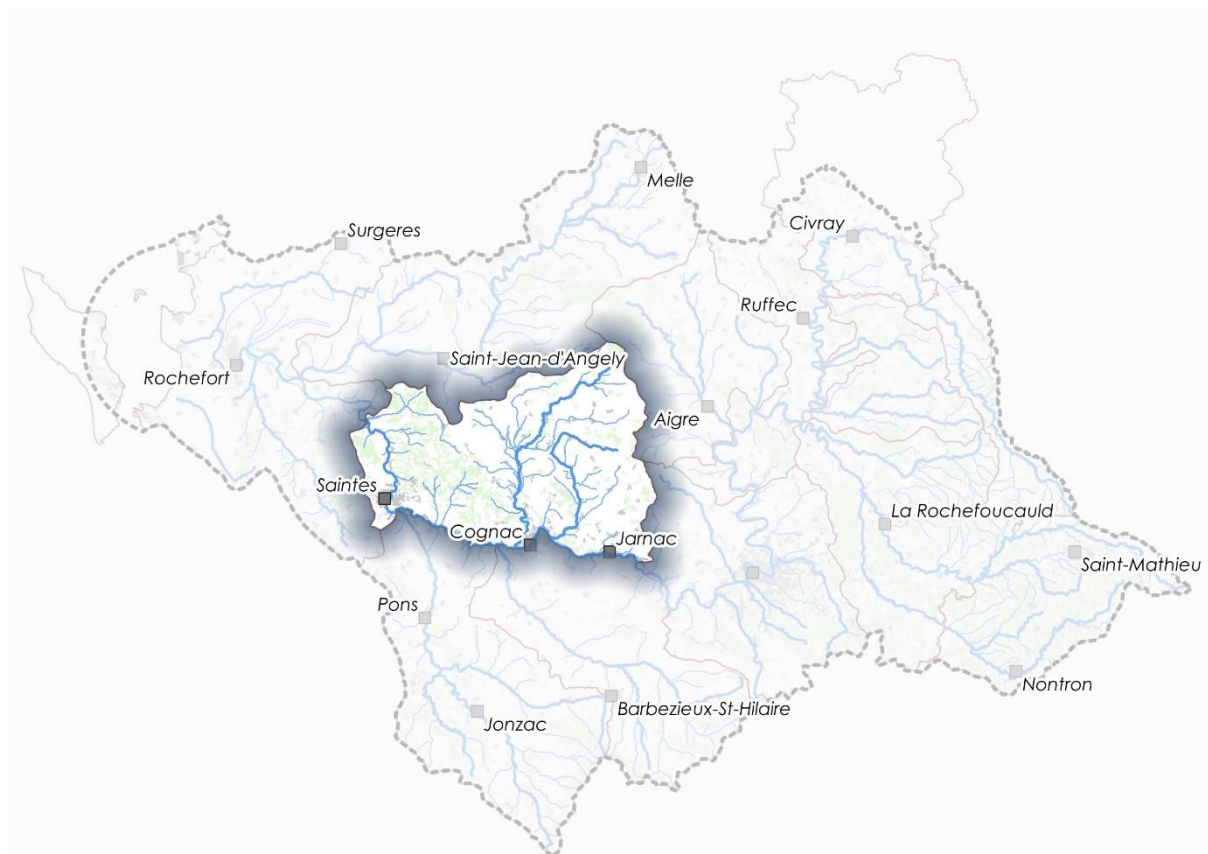 Melle
Civray
Surgeres
Ruffec
Saint-Jean-d'Angely
Rochefort
Aigre
Saintes
La Rochefoucauld
Cognac
Jarnac
Saint-Mathieu
Pons
Nontron
Barbezieux-St-Hilaire
Jonzac